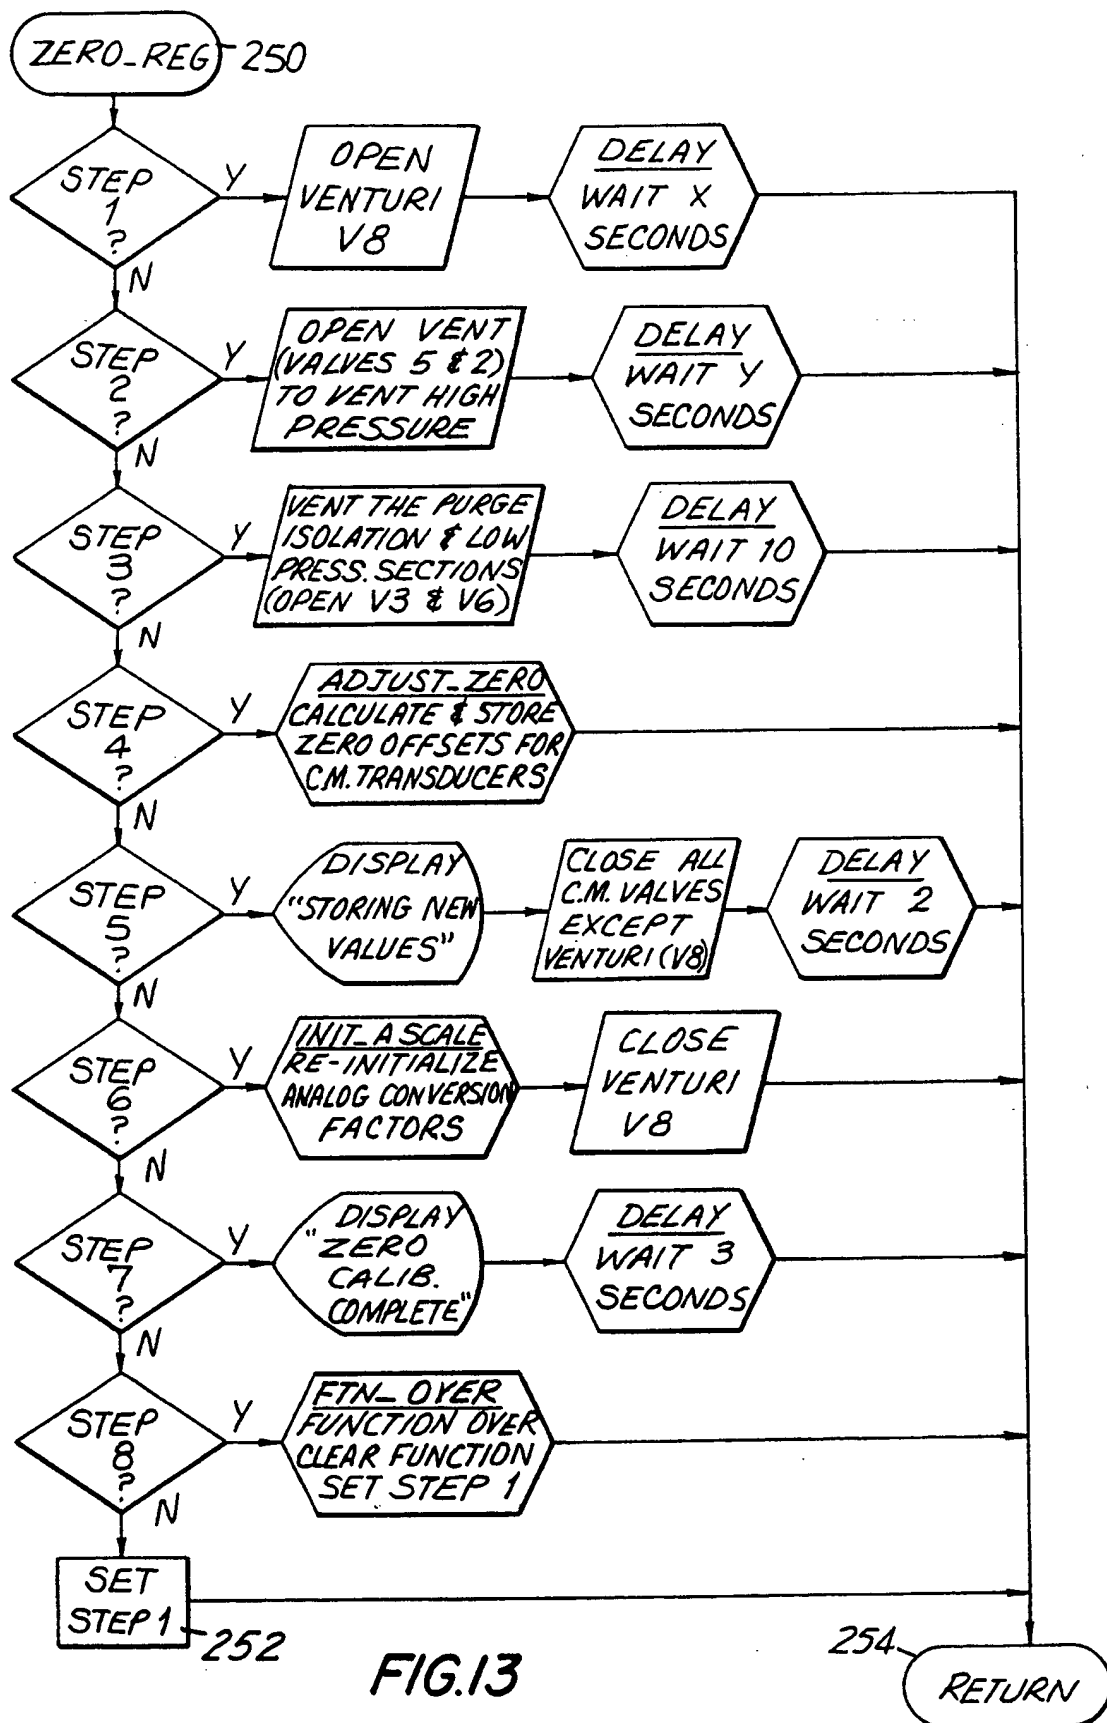 ZERO_REG
250
STEP
1
?
Y
N
OPEN
VENTURI
V8
DELAY
WAIT X
SECONDS
STEP
2
?
Y
N
OPEN VENT
(VALVES 5 & 2)
TO VENT HIGH
PRESSURE
DELAY
WAIT Y
SECONDS
STEP
3
?
Y
N
VENT THE PURGE
ISOLATION & LOW
PRESS. SECTIONS
(OPEN V3 & V6)
DELAY
WAIT 10
SECONDS
STEP
4
?
Y
N
ADJUST_ZERO
CALCULATE & STORE
ZERO OFFSETS FOR
C.M. TRANSDUCERS
STEP
5
?
Y
N
DISPLAY
"STORING NEW
VALUES"
CLOSE ALL
C.M. VALVES
EXCEPT
VENTURI (V8)
DELAY
WAIT 2
SECONDS
STEP
6
?
Y
N
INIT_ASCALE
RE-INITIALIZE
ANALOG CONVERSION
FACTORS
CLOSE
VENTURI
V8
STEP
7
?
Y
N
DISPLAY
"ZERO
CALIB.
COMPLETE"
DELAY
WAIT 3
SECONDS
STEP
8
?
Y
N
FTN_OVER
FUNCTION OVER
CLEAR FUNCTION
SET STEP 1
SET
STEP 1
252
254
RETURN
FIG.13